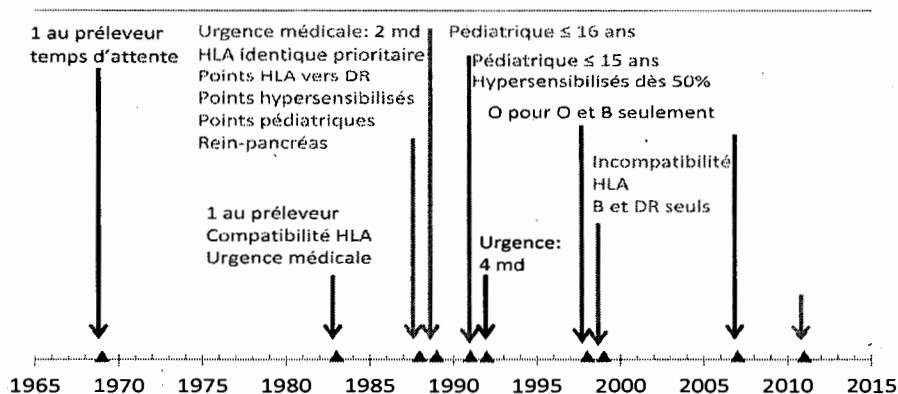 1 au préleveur
temps d'attente
Urgence médicale: 2 md
HLA identique prioritaire
Points HLA vers DR
Points hypersensibilisés
Points pédiatriques
Rein-pancréas
Pédiatrique ≤ 16 ans
Pédiatrique ≤ 15 ans
Hypersensibilisés dès 50%
O pour O et B seulement
Incompatibilité
HLA
B et DR seuls
1 au préleveur
Compatibilité HLA
Urgence médicale
Urgence:
4 md
1965 1970 1975 1980 1985 1990 1995 2000 2005 2010 2015